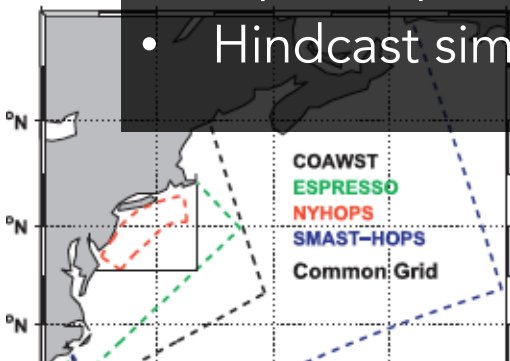 • Hindcast sim
°N
COAWST
ESPRESSO
NYHOPS
°N
SMAST–HOPS
Common Grid
°N